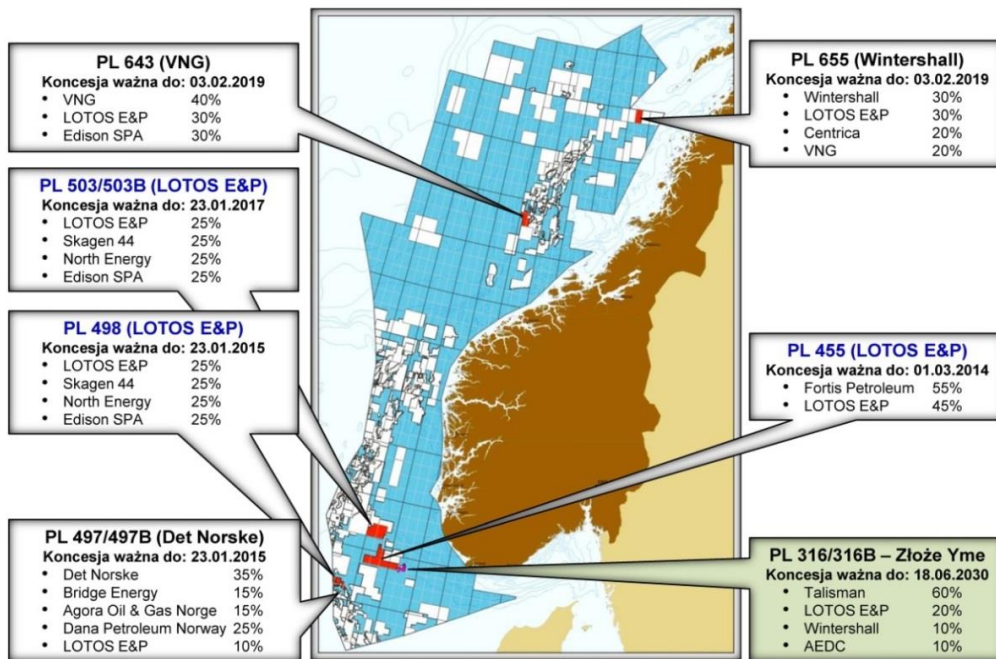 PL 643 (VNG)
Koncesja ważna do: 03.02.2019
• VNG 40%
• LOTOS E&P 30%
• Edison SPA 30%
PL 503/503B (LOTOS E&P)
Koncesja ważna do: 23.01.2017
• LOTOS E&P 25%
• Skagen 44 25%
• North Energy 25%
• Edison SPA 25%
PL 498 (LOTOS E&P)
Koncesja ważna do: 23.01.2015
• LOTOS E&P 25%
• Skagen 44 25%
• North Energy 25%
• Edison SPA 25%
PL 497/497B (Det Norske)
Koncesja ważna do: 23.01.2015
• Det Norske 35%
• Bridge Energy 15%
• Agora Oil & Gas Norge 15%
• Dana Petroleum Norway 25%
• LOTOS E&P 10%
PL 655 (Wintershall)
Koncesja ważna do: 03.02.2019
• Wintershall 30%
• LOTOS E&P 30%
• Centrica 20%
• VNG 20%
PL 455 (LOTOS E&P)
Koncesja ważna do: 01.03.2014
• Fortis Petroleum 55%
• LOTOS E&P 45%
PL 316/316B – Złoże Yme
Koncesja ważna do: 18.06.2030
• Talisman 60%
• LOTOS E&P 20%
• Wintershall 10%
• AEDC 10%